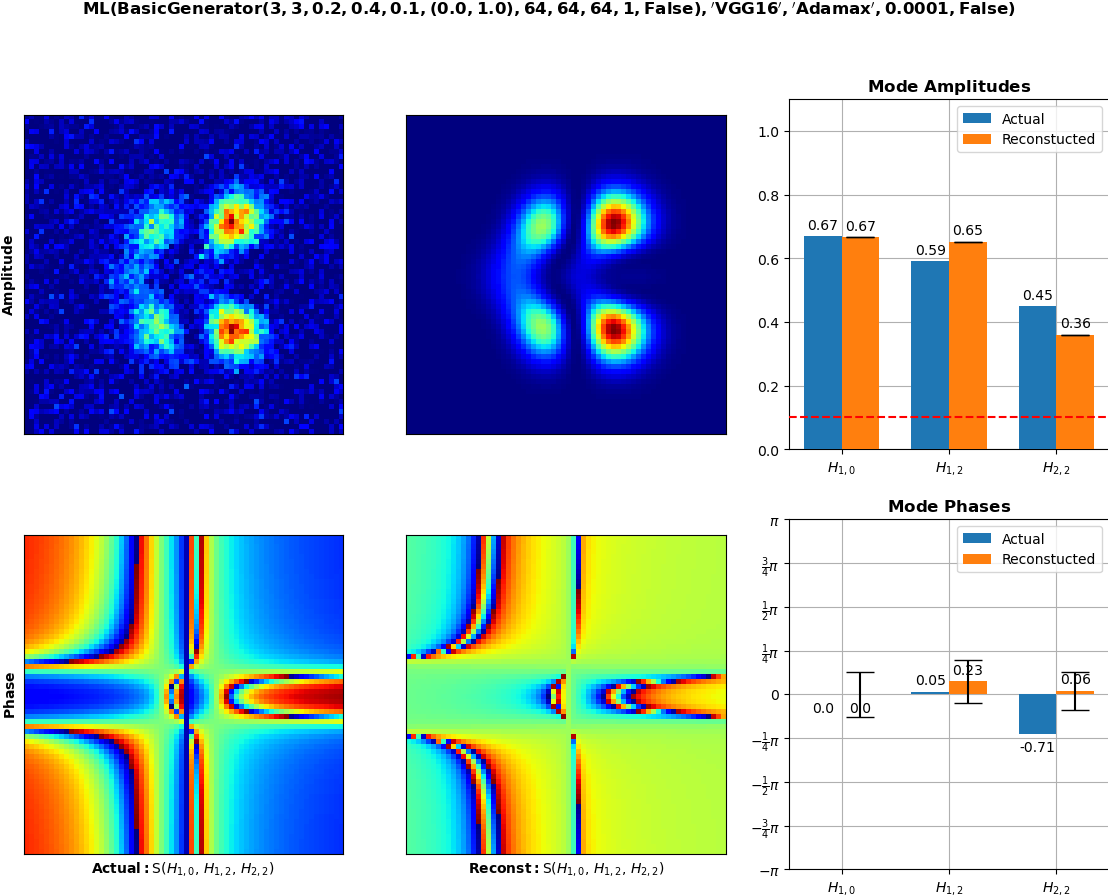 ML(BasicGenerator(3, 3, 0.2, 0.4, 0.1, (0.0, 1.0), 64, 64, 64, 1, False), ′VGG16′, ′Adamax′, 0.0001, False)
Amplitude
Mode Amplitudes
Actual
Reconstucted
1.0
0.8
0.6
0.4
0.2
0.0
0.67 0.67
0.59 0.65
0.45 0.36
H1, 0 H1, 2 H2, 2
Phase
Actual: S(H1, 0, H1, 2, H2, 2)
Reconst: S(H1, 0, H1, 2, H2, 2)
Mode Phases
Actual
Reconstucted
π
3/4π
1/2π
1/4π
0
−1/4π
−1/2π
−3/4π
−π
0.0 0.0
0.05 0.23
-0.71 0.06
H1, 0 H1, 2 H2, 2